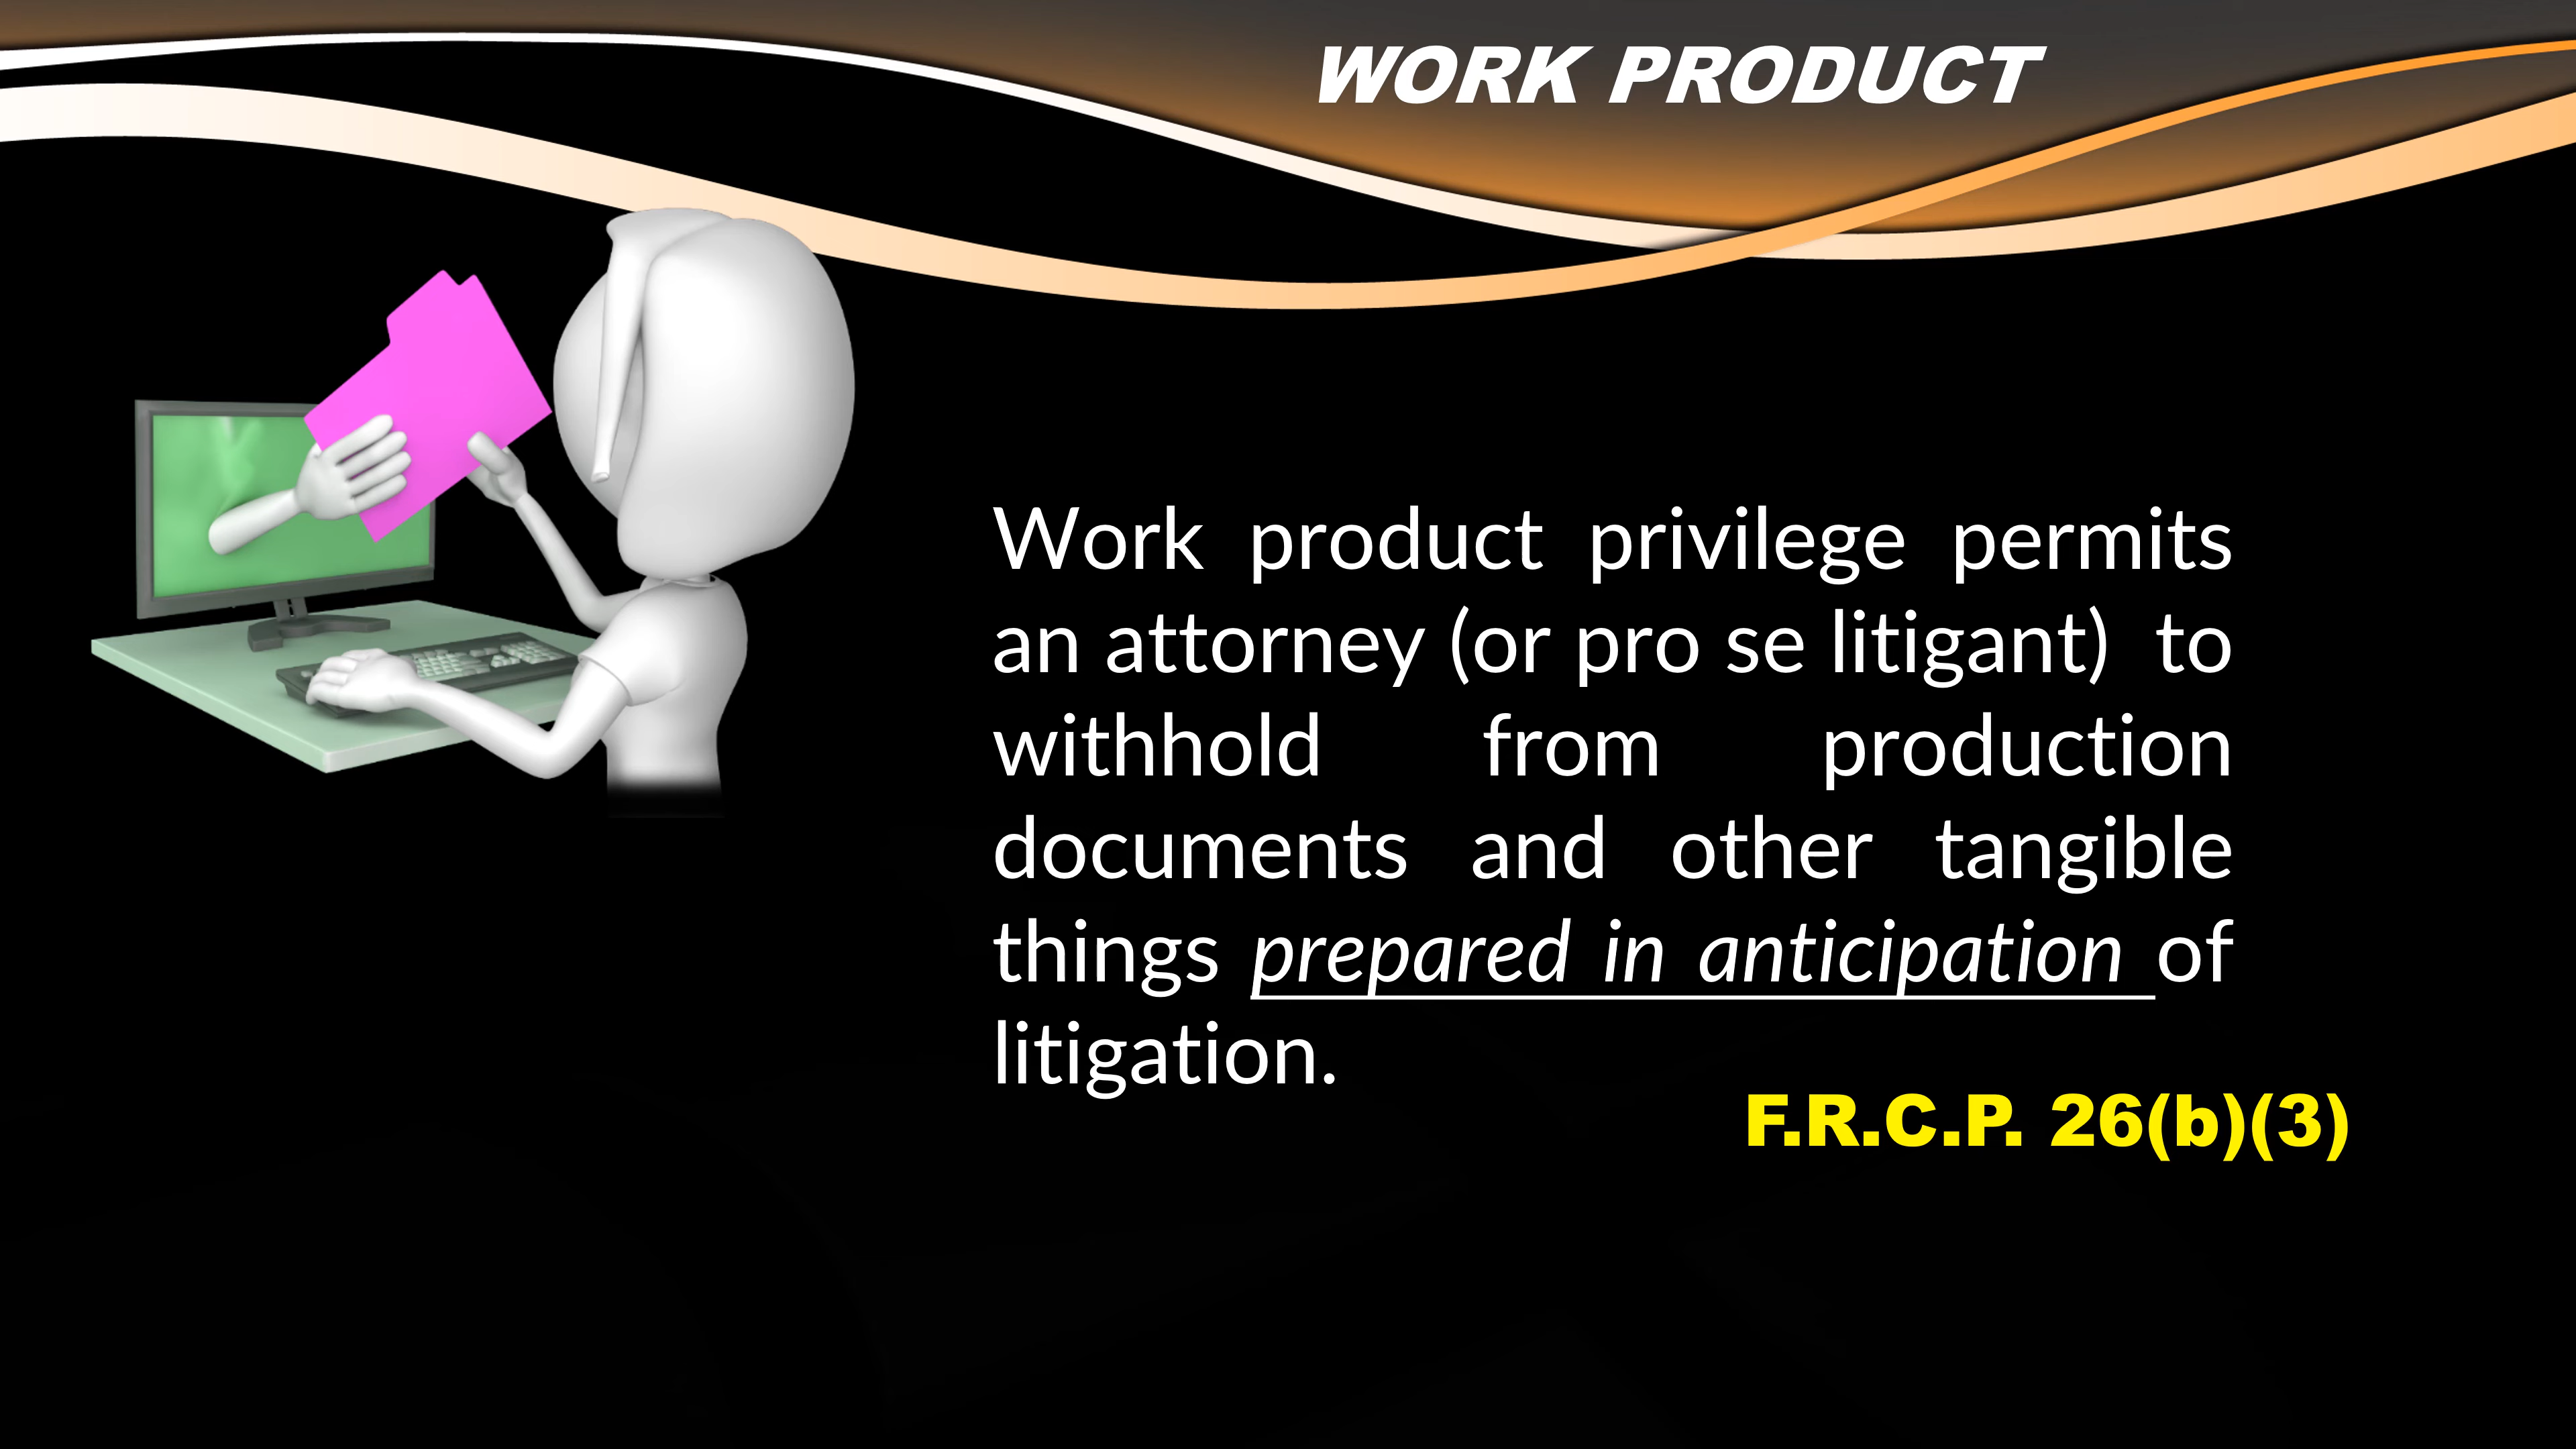 WORK PRODUCT
Work product privilege permits
an attorney (or pro se litigant) to
withhold from production
documents and other tangible
things prepared in anticipation of
litigation.
F.R.C.P. 26(b)(3)